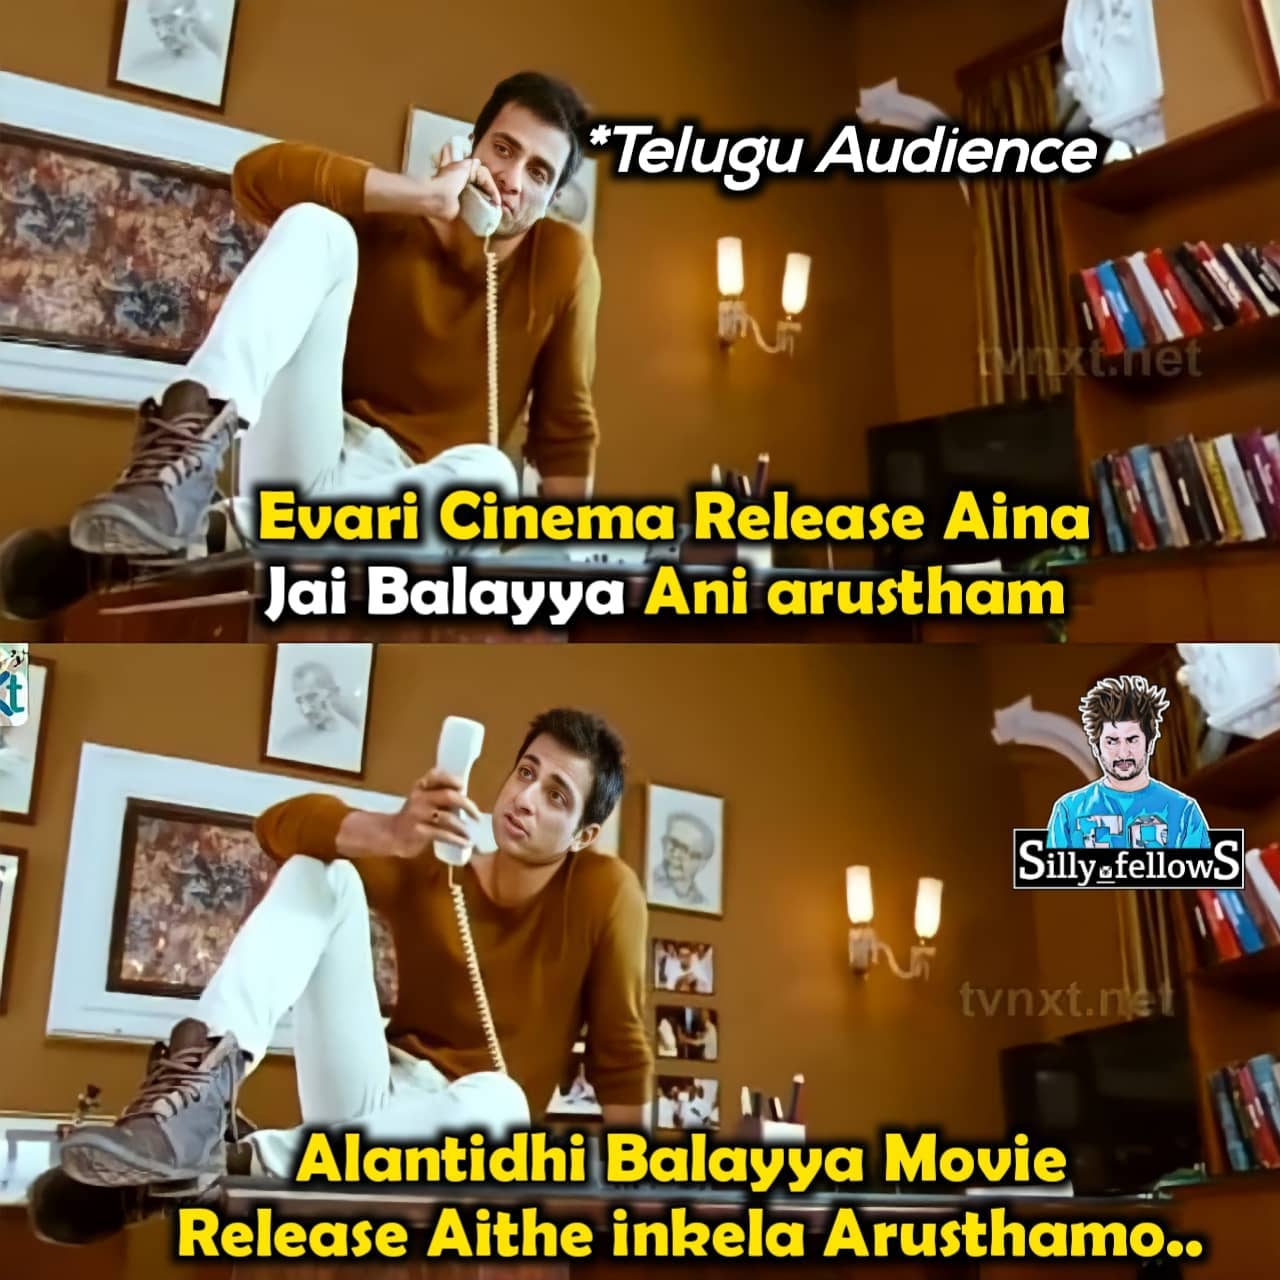 *Telugu Audience
tvnxt.net
Evari Cinema Release Aina
Jai Balayya Ani arustham
xt
Silly_fellowS
tvnxt.net
Alantidhi Balayya Movie
Release Aithe inkela Arusthamo..